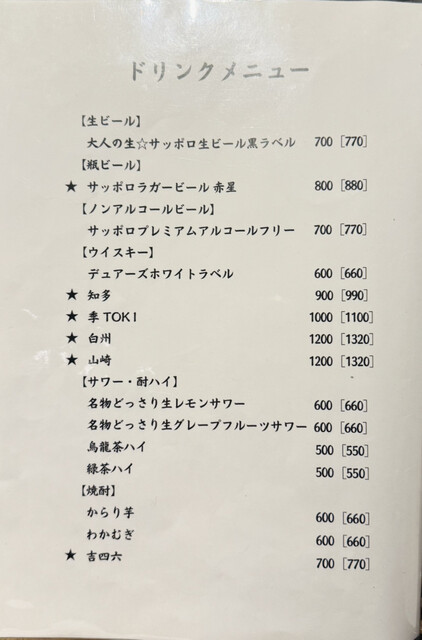 ドリンクメニュー
【生ビール】
大人の生☆サッポロ生ビール黒ラベル 700 [770]
【瓶ビール】
★ サッポロラガービール 赤星 800 [880]
【ノンアルコールビール】
サッポロプレミアムアルコールフリー 700 [770]
【ウイスキー】
デュアーズホワイトラベル 600 [660]
★ 知多 900 [990]
★ 季 TOKI 1000 [1100]
★ 白州 1200 [1320]
★ 山崎 1200 [1320]
【サワー・酎ハイ】
名物どっさり生レモンサワー 600 [660]
名物どっさり生グレープフルーツサワー 600 [660]
烏龍茶ハイ 500 [550]
緑茶ハイ 500 [550]
【焼酎】
からり芋 600 [660]
わかむぎ 600 [660]
★ 吉四六 700 [770]